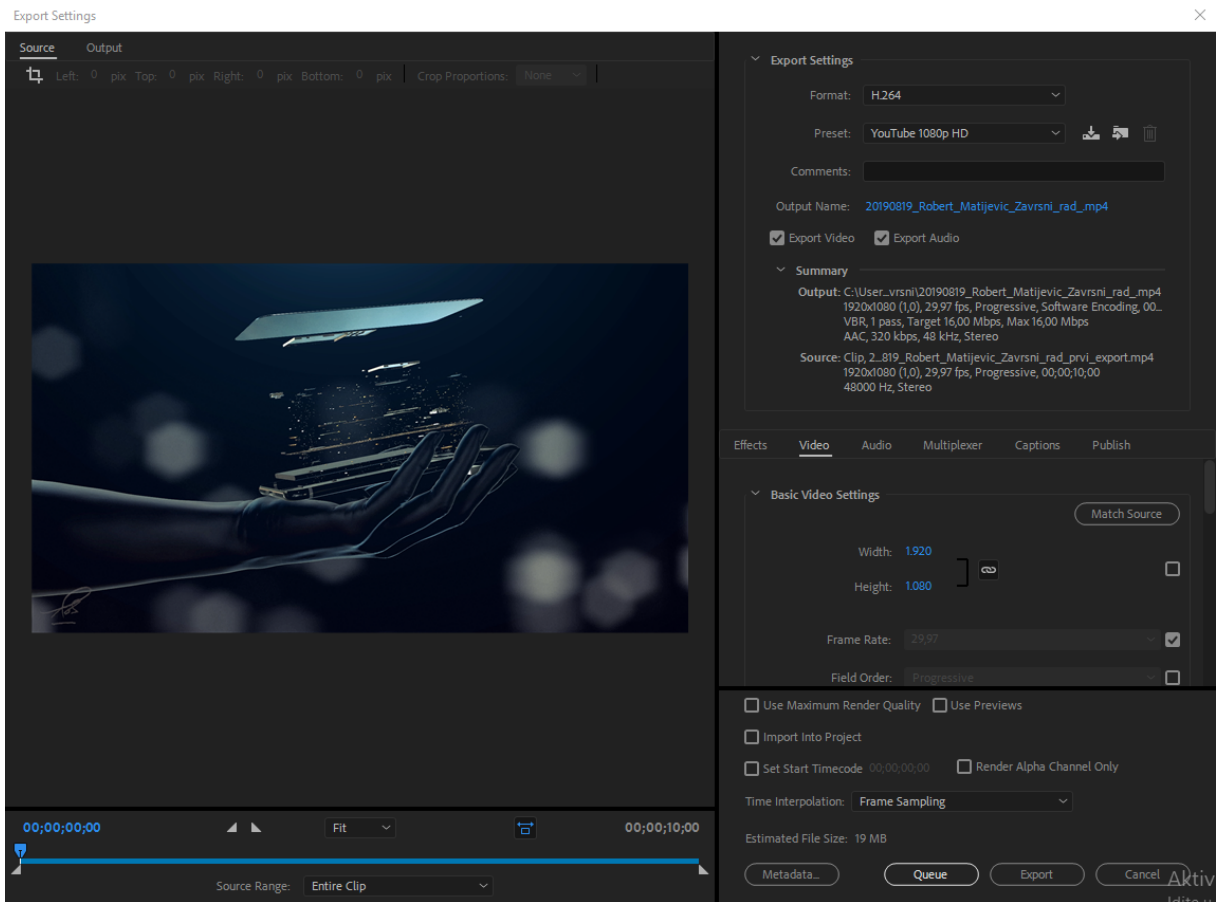 Export Settings
Source Output
Left: 0 pix Top: 0 pix Right: 0 pix Bottom: 0 pix Crop Proportions: None
Export Settings
Format: H.264
Preset: YouTube 1080p HD
Comments:
Output Name: 20190819_Robert_Matijevic_Zavrsni_rad_.mp4
Export Video Export Audio
Summary
Output: C:\User_vrsni\20190819_Robert_Matijevic_Zavrsni_rad_.mp4
1920x1080 (1,0), 29,97 fps, Progressive, Software Encoding, 00...
VBR, 1 pass, Target 16,00 Mbps, Max 16,00 Mbps
AAC, 320 kbps, 48 kHz, Stereo
Source: Clip, 2...819_Robert_Matijevic_Zavrsni_rad_prvi_export.mp4
1920x1080 (1,0), 29,97 fps, Progressive, 00;00;10;00
48000 Hz, Stereo
Effects Video Audio Multiplexer Captions Publish
Basic Video Settings
Match Source
Width: 1.920
Height: 1.080
Frame Rate: 29,97
Field Order: Progressive
Use Maximum Render Quality Use Previews
Import Into Project
Set Start Timecode 00;00;00;00 Render Alpha Channel Only
Time Interpolation: Frame Sampling
Estimated File Size: 19 MB
Metadata... Queue Export Cancel
Aktiv
00;00;00;00 Fit 00;00;10;00
Source Range: Entire Clip